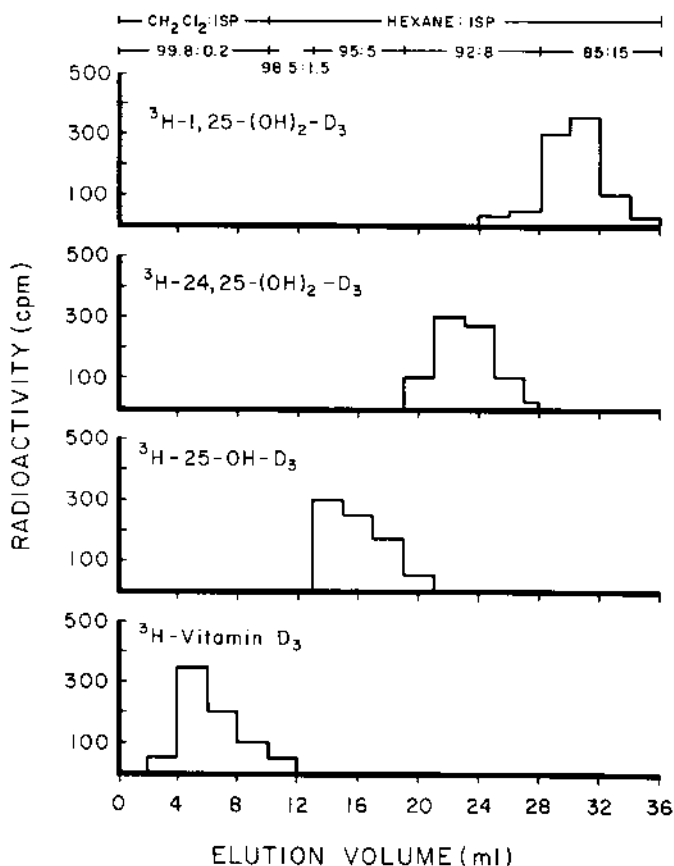 CH₂Cl₂:ISP HEXANE:ISP
99.8:0.2 95:5 92:8 85:15
98.5:1.5
500
300
100
³H-1,25-(OH)₂-D₃
500
300
100
³H-24,25-(OH)₂-D₃
500
300
100
³H-25-OH-D₃
500
300
100
³H-Vitamin D₃
RADIOACTIVITY (cpm)
0 4 8 12 16 20 24 28 32 36
ELUTION VOLUME (ml)